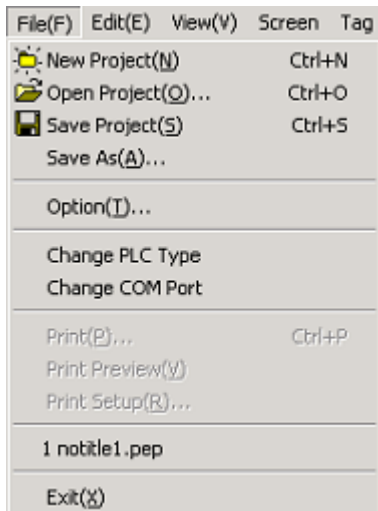 File(F) Edit(E) View(V) Screen Tag
New Project(N) Ctrl+N
Open Project(O)... Ctrl+O
Save Project(S) Ctrl+S
Save As(A)...
Option(T)...
Change PLC Type
Change COM Port
Print(P)... Ctrl+P
Print Preview(V)
Print Setup(R)...
1 notitle1.pep
Exit(X)